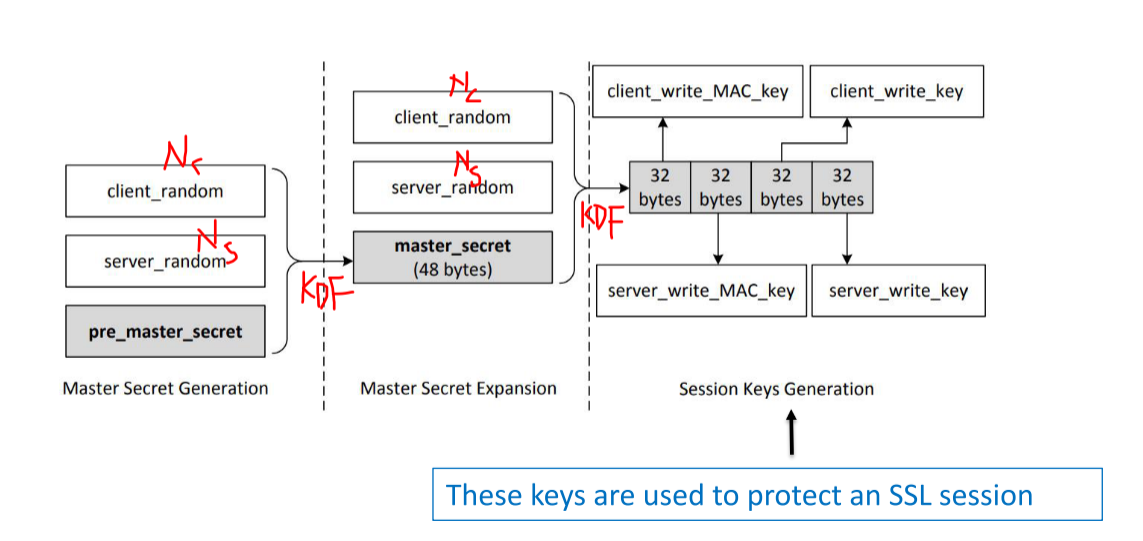 N_c
client_random
N_s
server_random
pre_master_secret
Master Secret Generation
KDF
N_c
client_random
N_s
server_random
master_secret
(48 bytes)
Master Secret Expansion
KDF
client_write_MAC_key
client_write_key
32 bytes
32 bytes
32 bytes
32 bytes
server_write_MAC_key
server_write_key
Session Keys Generation
These keys are used to protect an SSL session